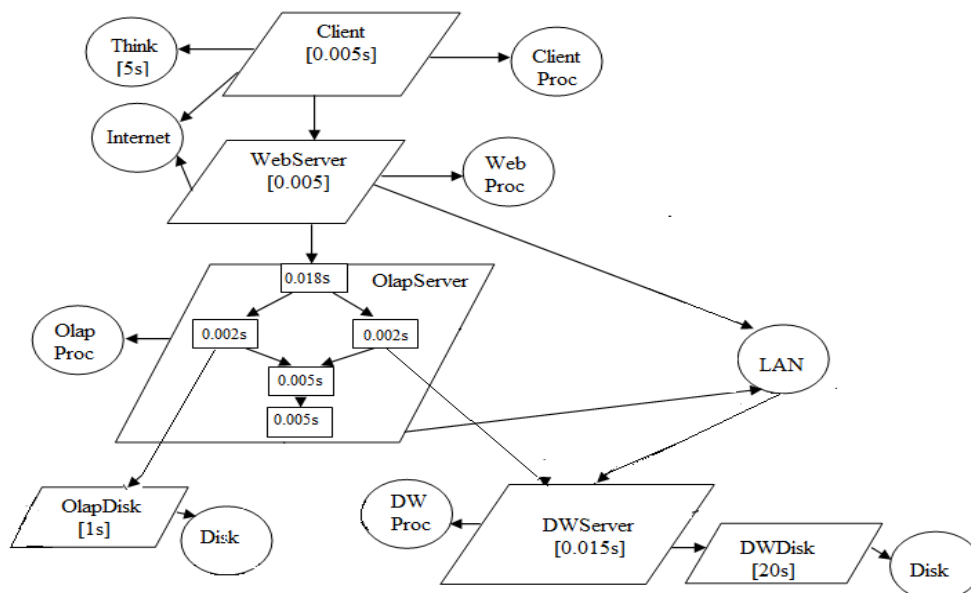 Client
[0.005s]
Think
[5s]
Client
Proc
Internet
WebServer
[0.005]
Web
Proc
0.018s
OlapServer
Olap
Proc
0.002s
0.002s
0.005s
0.005s
LAN
OlapDisk
[1s]
Disk
DW
Proc
DWServer
[0.015s]
DWDisk
[20s]
Disk